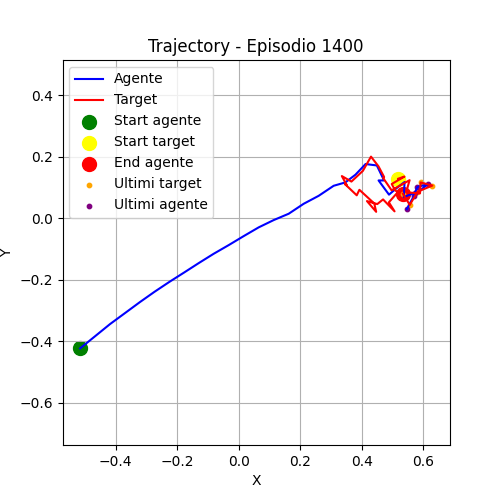 Trajectory - Episodio 1400
Agente
Target
Start agente
Start target
End agente
Ultimi target
Ultimi agente
0.4
0.2
0.0
−0.2
−0.4
−0.6
Y
−0.4
−0.2
0.0
0.2
0.4
0.6
X